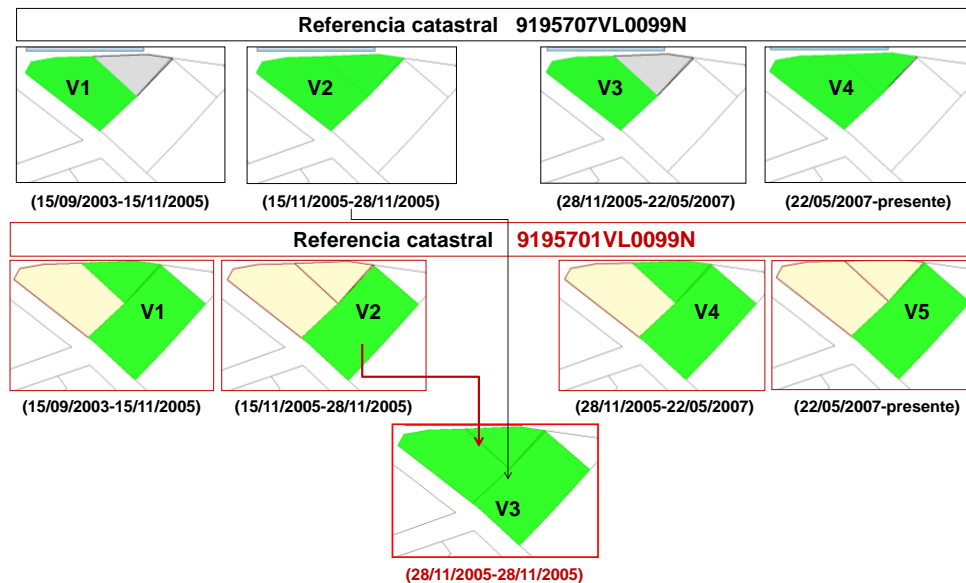 Referencia catastral 9195707VL0099N
V1 V2 V3 V4
(15/09/2003-15/11/2005) (15/11/2005-28/11/2005) (28/11/2005-22/05/2007) (22/05/2007-presente)
Referencia catastral 9195701VL0099N
V1 V2 V4 V5
(15/09/2003-15/11/2005) (15/11/2005-28/11/2005) (28/11/2005-22/05/2007) (22/05/2007-presente)
V3
(28/11/2005-28/11/2005)